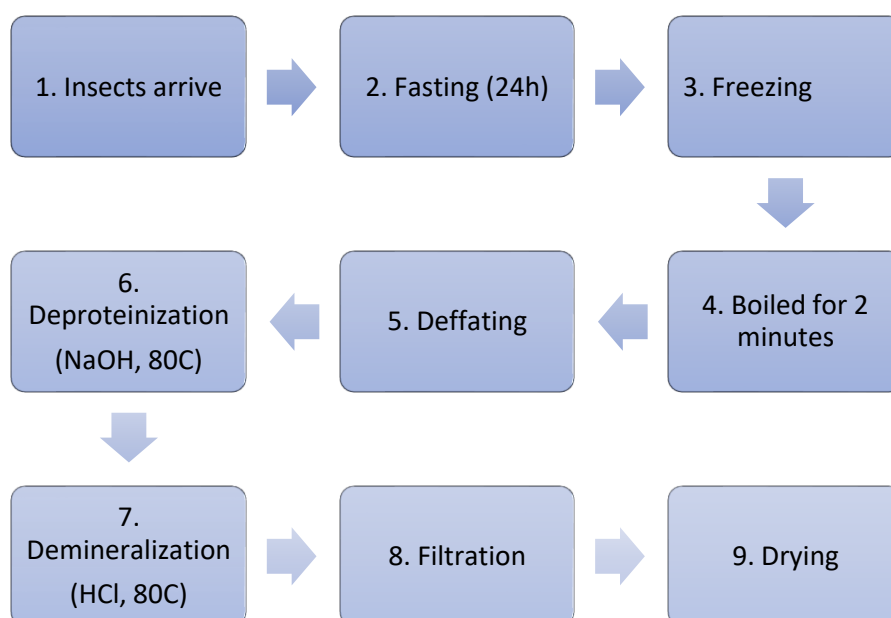 1. Insects arrive
2. Fasting (24h)
3. Freezing
4. Boiled for 2
minutes
5. Deffating
6.
Deproteinization
(NaOH, 80C)
7.
Demineralization
(HCl, 80C)
8. Filtration
9. Drying